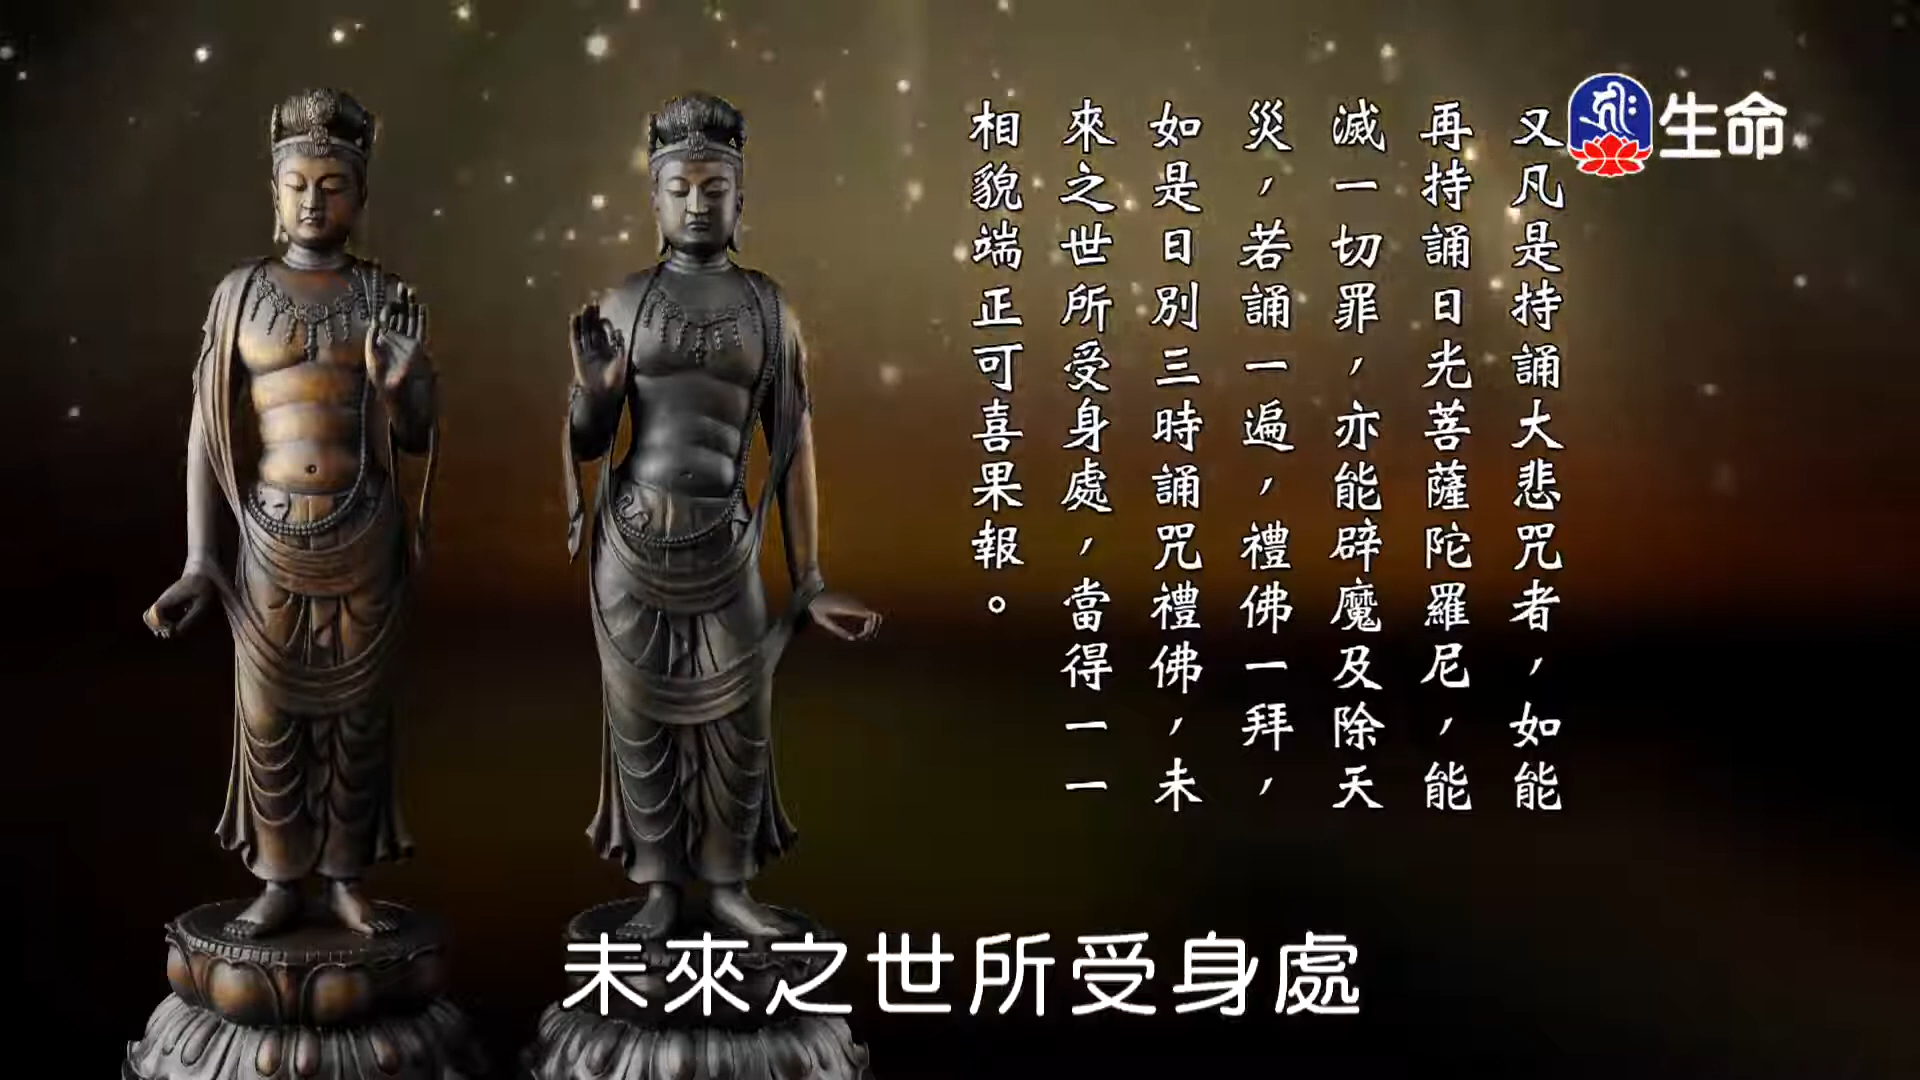 又凡是持誦大悲咒者，如能
再持誦日光菩薩陀羅尼，能
滅一切罪，亦能辟魔及除天
災，若誦一遍，禮佛一拜，
如是日別三時誦咒禮佛，未
來之世所受身處，當得一一
相貌端正可喜果報。
生命
未來之世所受身處